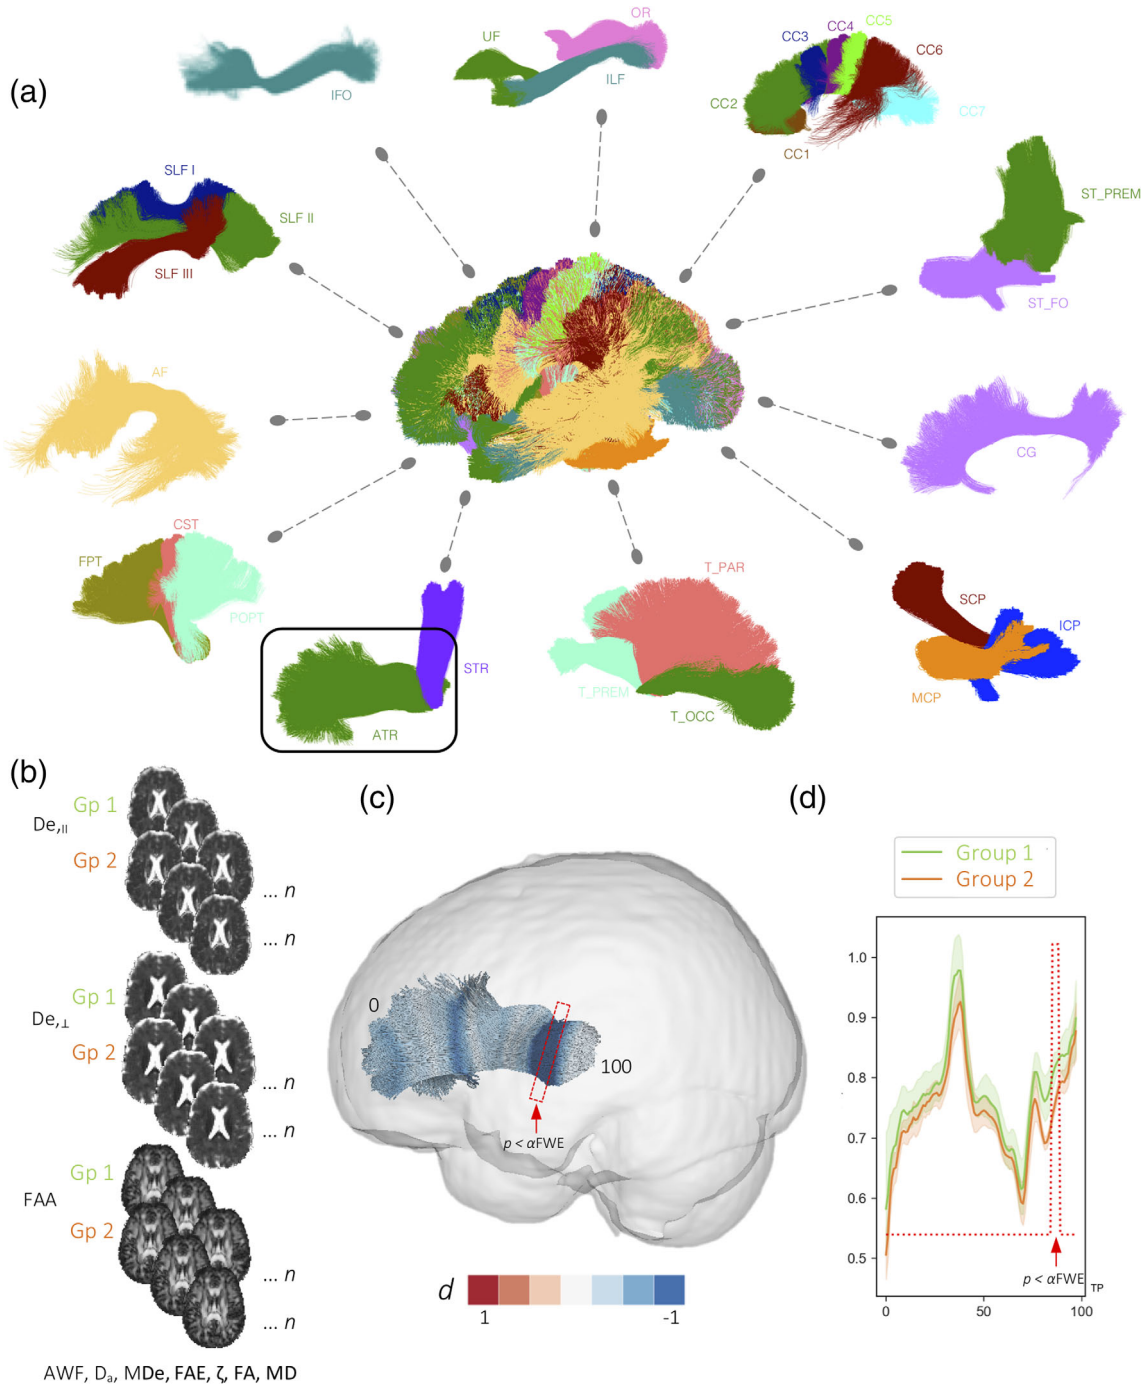 (a)
IFO
UF
OR
ILF
CC1
CC2
CC3
CC4
CC5
CC6
CC7
SLF I
SLF II
SLF III
ST_PREM
ST_FO
AF
CG
FPT
CST
POPT
ATR
STR
T_PAR
T_PREM
T_OCC
SCP
ICP
MCP
(b)
Gp 1
De,||
Gp 2
... n
... n
Gp 1
De,⊥
Gp 2
... n
... n
Gp 1
FAA
Gp 2
... n
... n
AWF, Da, MDe, FAE, ζ, FA, MD
(c)
0
100
p < αFWE
d
1
-1
(d)
Group 1
Group 2
1.0
0.9
0.8
0.7
0.6
0.5
p < αFWE
TP
0
50
100